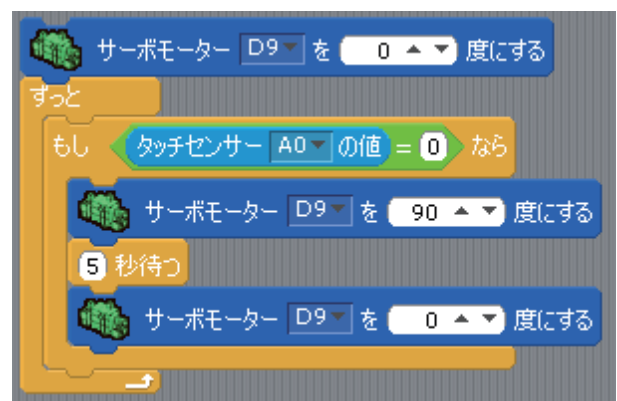 サーボモーター D9 を 0 度にする
ずっと
もし タッチセンサー A0 の値 = 0 なら
サーボモーター D9 を 90 度にする
5 秒待つ
サーボモーター D9 を 0 度にする